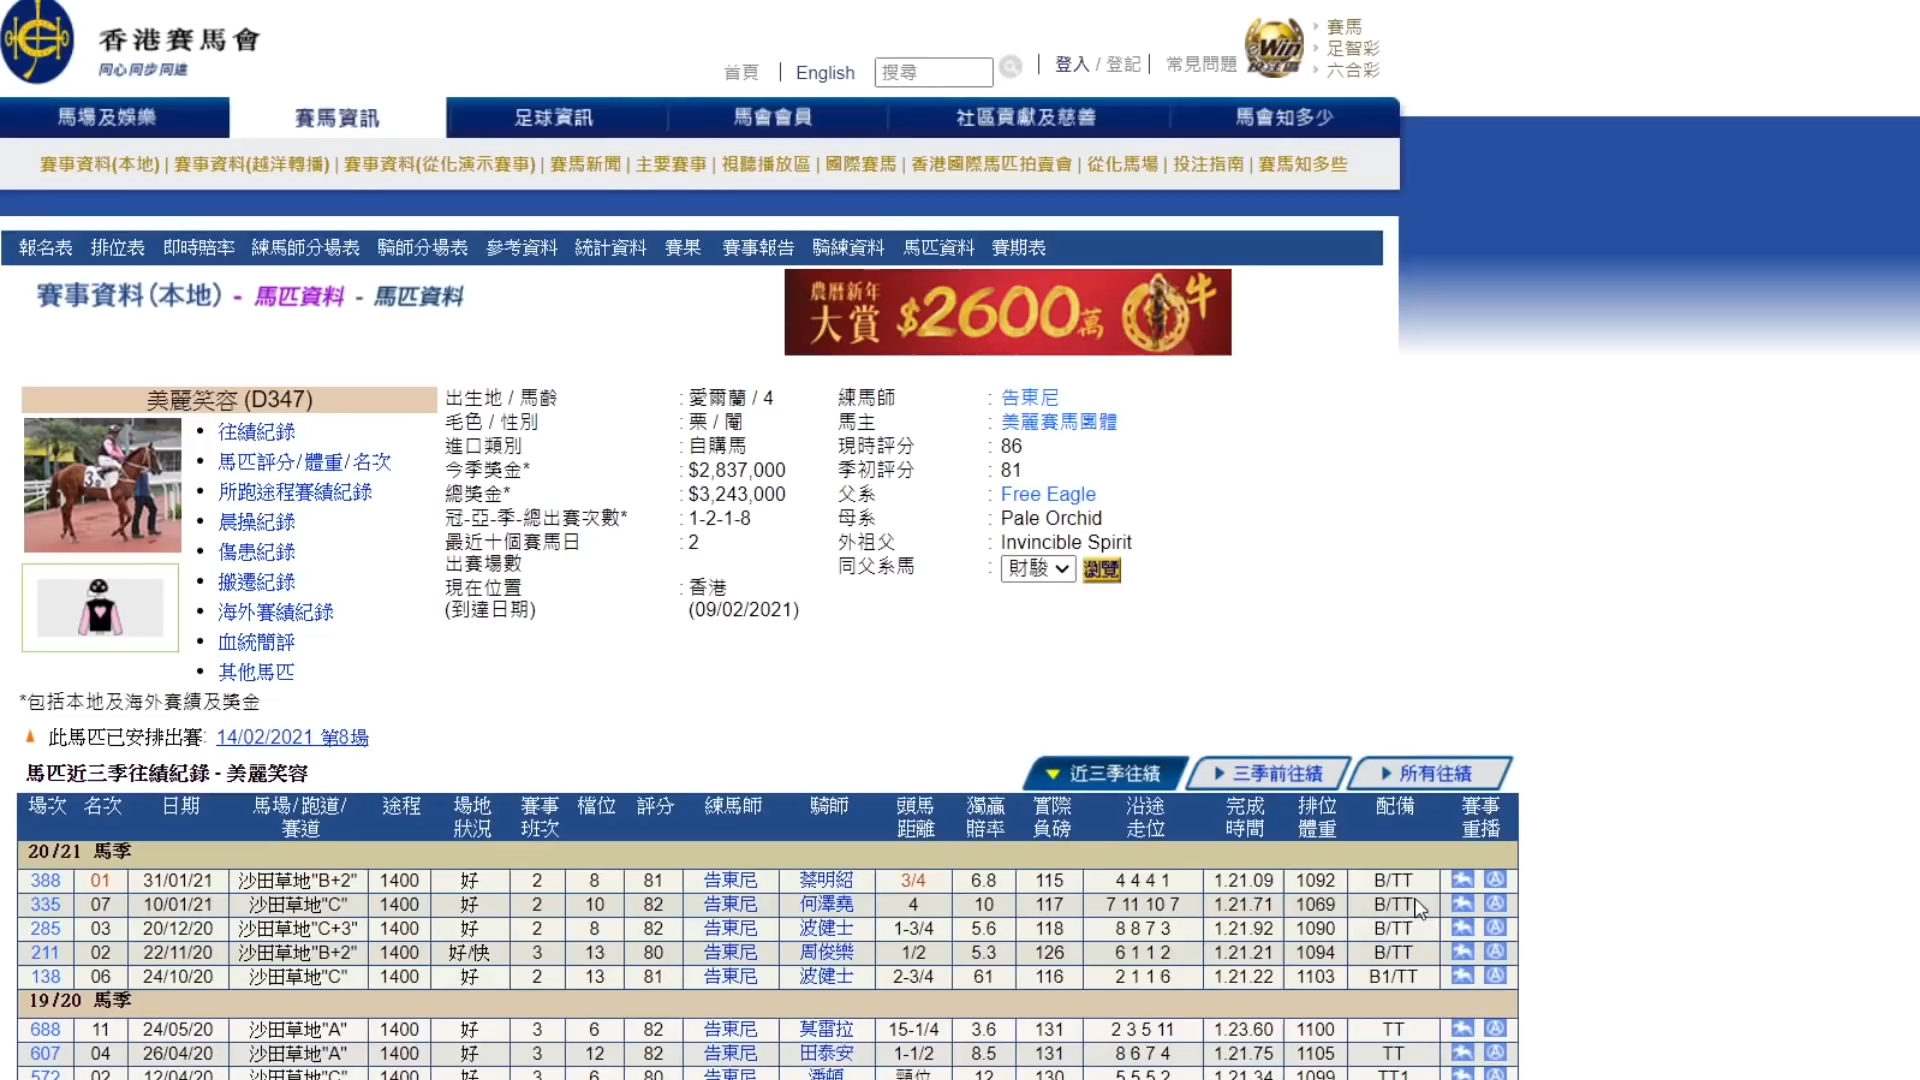 香港賽馬會
同心同步同進
首頁 | English 搜尋 | 登入 / 登記 | 常見問題
eWin
投注區
賽馬
足智彩
六合彩
馬場及娛樂 賽馬資訊 足球資訊 馬會會員 社區貢獻及慈善 馬會知多少
賽事資料(本地) | 賽事資料(越洋轉播) | 賽事資料(從化演示賽事) | 賽馬新聞 | 主要賽事 | 視聽播放區 | 國際賽馬 | 香港國際馬匹拍賣會 | 從化馬場 | 投注指南 | 賽馬知多些
報名表 排位表 即時賠率 練馬師分場表 騎師分場表 參考資料 統計資料 賽果 賽事報告 騎練資料 馬匹資料 賽期表
賽事資料(本地) - 馬匹資料 - 馬匹資料
農曆新年
大賞 $2600萬 牛
美麗笑容 (D347)
往績紀錄
馬匹評分/體重/名次
所跑途程賽績紀錄
晨操紀錄
傷患紀錄
搬遷紀錄
海外賽績紀錄
血統簡評
其他馬匹
出生地 / 馬齡 : 愛爾蘭 / 4
毛色 / 性別 : 栗 / 閹
進口類別 : 自購馬
今季獎金* : $2,837,000
總獎金* : $3,243,000
冠-亞-季-總出賽次數* : 1-2-1-8
最近十個賽馬日 : 2
出賽場數
現在位置 : 香港
(到達日期) (09/02/2021)
練馬師 : 告東尼
馬主 : 美麗賽馬團體
現時評分 : 86
季初評分 : 81
父系 : Free Eagle
母系 : Pale Orchid
外祖父 : Invincible Spirit
同父系馬 : 財駿 瀏覽
*包括本地及海外賽績及獎金
此馬匹已安排出賽: 14/02/2021 第8場
馬匹近三季往績紀錄 - 美麗笑容
近三季往績 三季前往績 所有往績
場次 名次 日期 馬場/跑道/賽道 途程 場地狀況 賽事班次 檔位 評分 練馬師 騎師 頭馬距離 獨贏賠率 實際負磅 沿途走位 完成時間 排位體重 配備 賽事重播
20/21 馬季
388 01 31/01/21 沙田草地"B+2" 1400 好 2 8 81 告東尼 蔡明紹 3/4 6.8 115 4 4 4 1 1.21.09 1092 B/TT
335 07 10/01/21 沙田草地"C" 1400 好 2 10 82 告東尼 何澤堯 4 10 117 7 11 10 7 1.21.71 1069 B/TT
285 03 20/12/20 沙田草地"C+3" 1400 好 2 8 82 告東尼 波健士 1-3/4 5.6 118 8 8 7 3 1.21.92 1090 B/TT
211 02 22/11/20 沙田草地"B+2" 1400 好/快 3 13 80 告東尼 周俊樂 1/2 5.3 126 6 1 1 2 1.21.21 1094 B/TT
138 06 24/10/20 沙田草地"C" 1400 好 2 13 81 告東尼 波健士 2-3/4 61 116 2 1 1 6 1.21.22 1103 B1/TT
19/20 馬季
688 11 24/05/20 沙田草地"A" 1400 好 3 6 82 告東尼 莫雷拉 15-1/4 3.6 131 2 3 5 11 1.23.60 1100 TT
607 04 26/04/20 沙田草地"A" 1400 好 3 12 82 告東尼 田泰安 1-1/2 8.5 131 8 6 7 4 1.21.75 1105 TT
572 02 12/04/20 沙田草地"C" 1400 好 3 6 80 告東尼 潘頓 頸位 12 130 5 5 5 2 1.21.34 1099 TT1